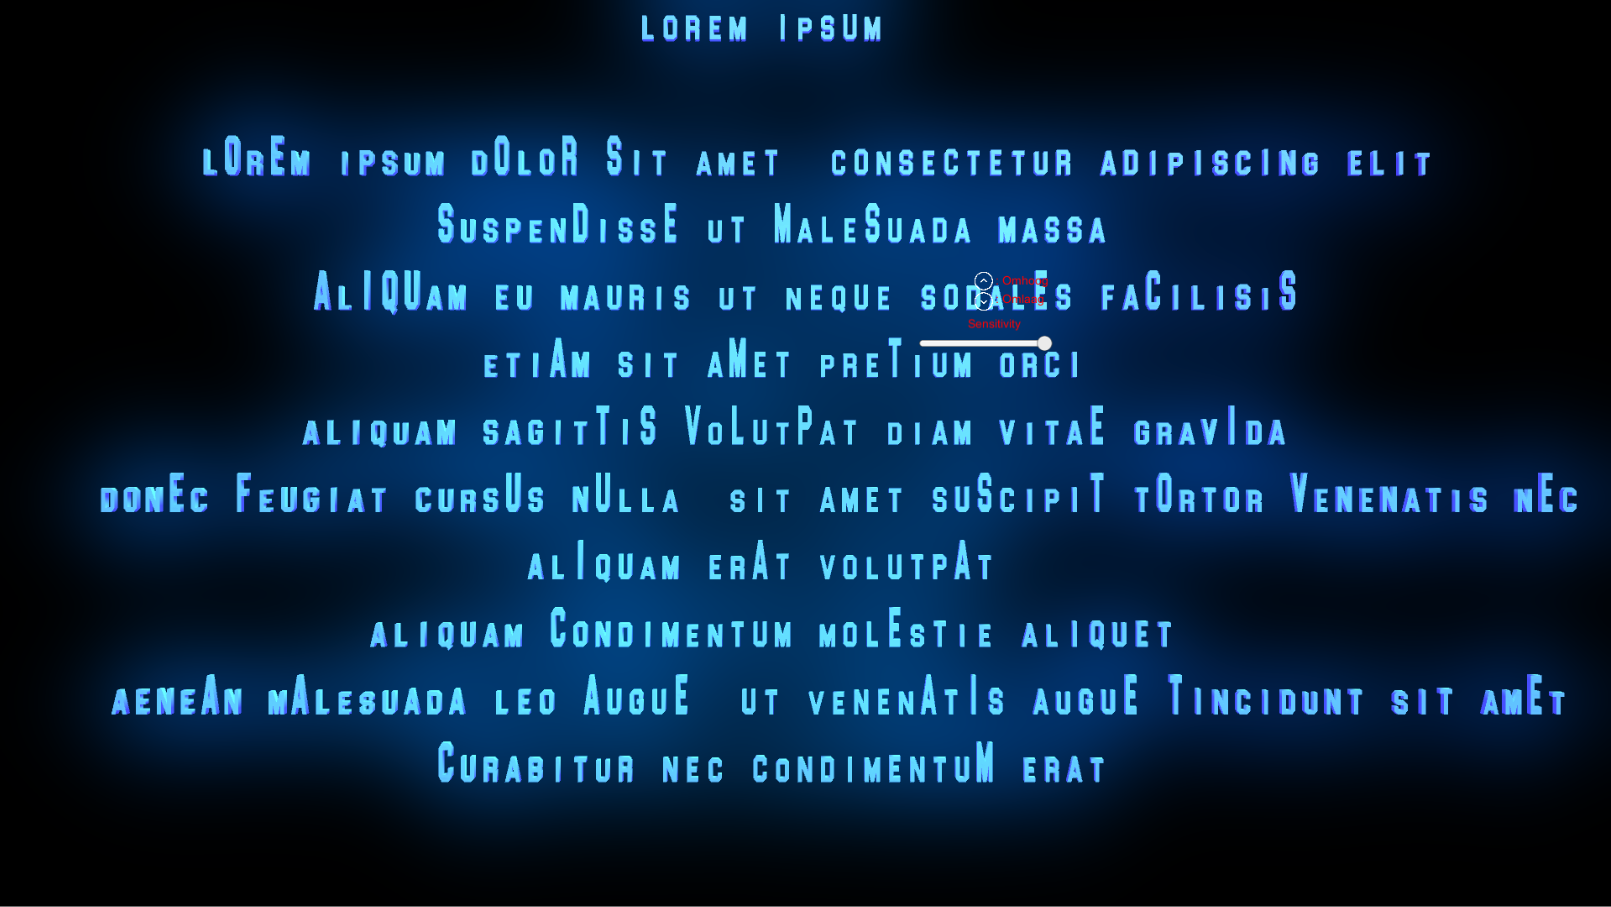 LOREM IPSUM
LOREM IPSUM DOLOR SIT AMET CONSECTETUR ADIPISCING ELIT
SUSPENDISSE UT MALESUADA MASSA
ALIQUAM EU MAURIS UT NEQUE SODALES FACILISIS
Omhoog
Omlaag
Sensitivity
ETIAM SIT AMET PRETIUM ORCI
ALIQUAM SAGITTIS VOLUTPAT DIAM VITAE GRAVIDA
DONEC FEUGIAT CURSUS NULLA SIT AMET SUSCIPIT TORTOR VENENATIS NEC
ALIQUAM ERAT VOLUTPAT
ALIQUAM CONDIMENTUM MOLESTIE ALIQUET
AENEAN MALESUADA LEO AUGUE UT VENENATIS AUGUE TINCIDUNT SIT AMET
CURABITUR NEC CONDIMENTUM ERAT